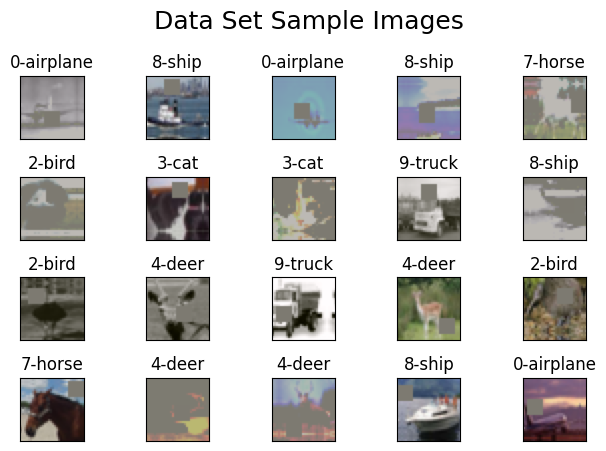 Data Set Sample Images
0-airplane 8-ship 0-airplane 8-ship 7-horse
2-bird 3-cat 3-cat 9-truck 8-ship
2-bird 4-deer 9-truck 4-deer 2-bird
7-horse 4-deer 4-deer 8-ship 0-airplane